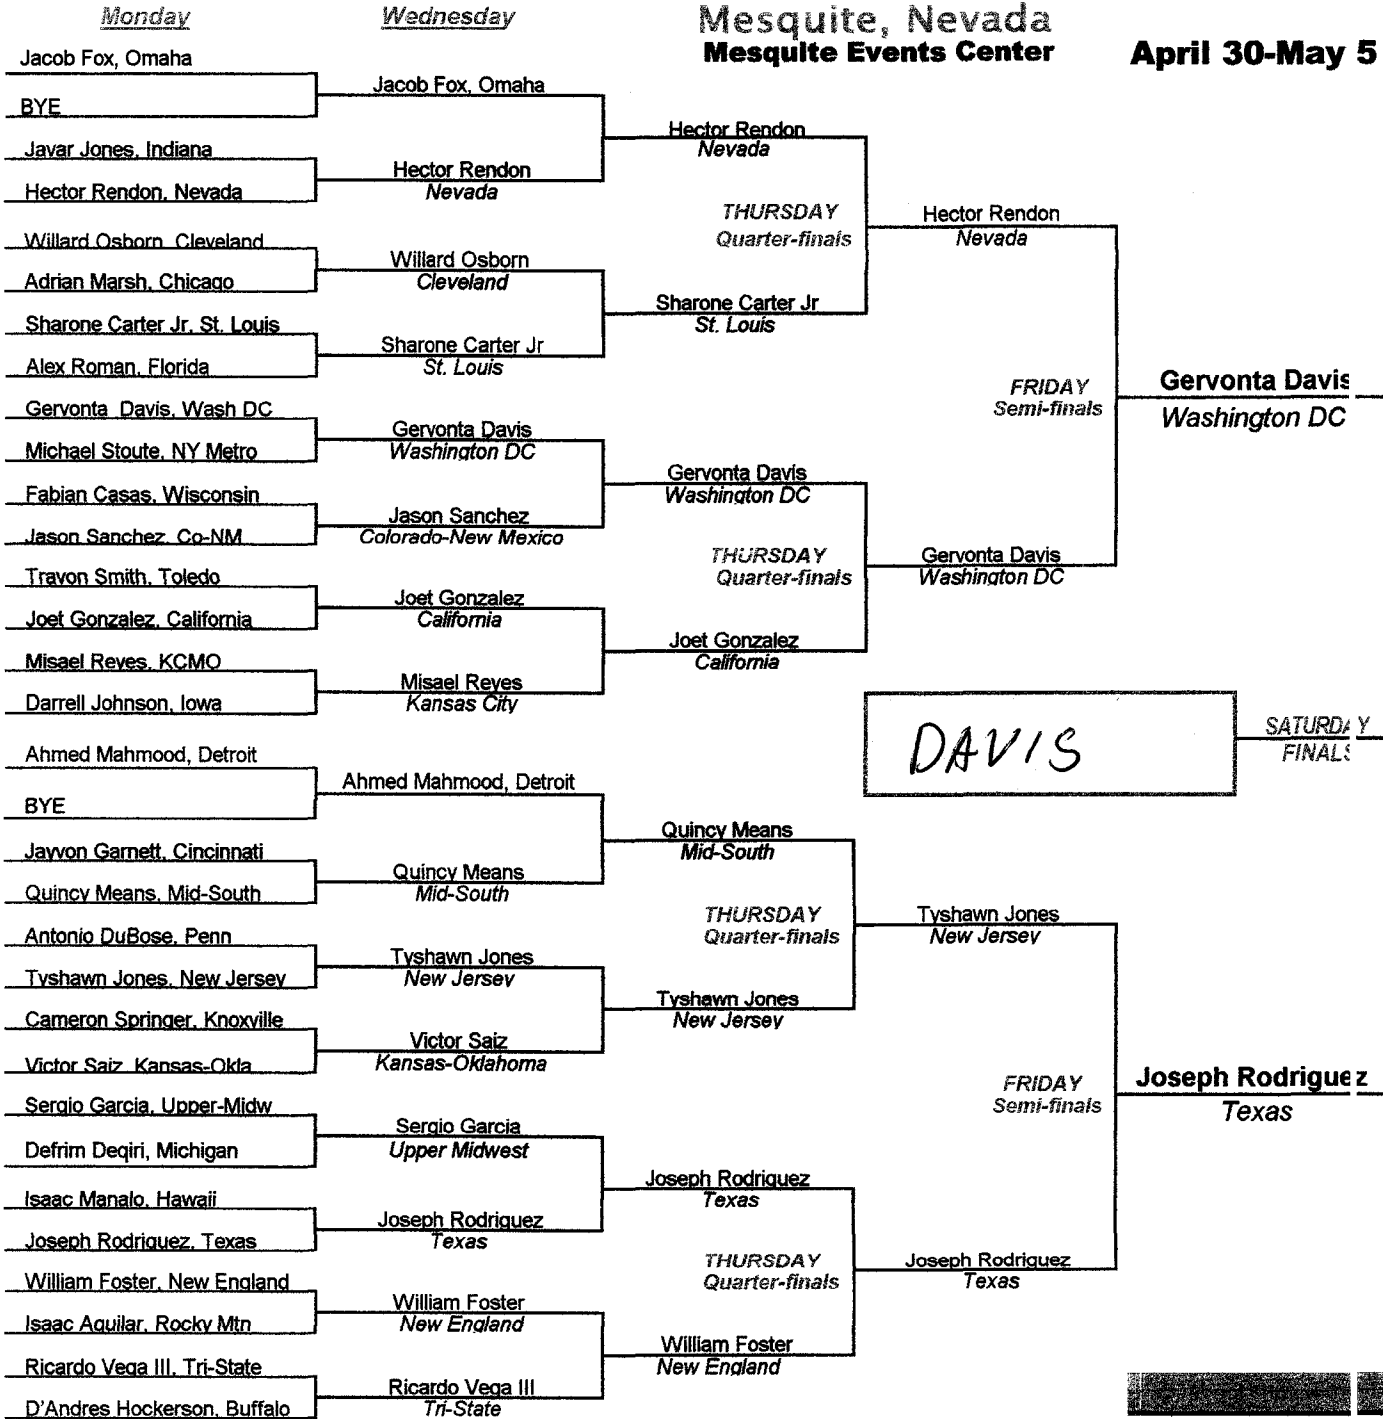 Monday
Wednesday
Mesquite, Nevada
Mesquite Events Center
April 30-May 5
Jacob Fox, Omaha
BYE
Javar Jones, Indiana
Hector Rendon, Nevada
Willard Osborn, Cleveland
Adrian Marsh, Chicago
Sharone Carter Jr, St. Louis
Alex Roman, Florida
Gervonta Davis, Wash DC
Michael Stoute, NY Metro
Fabian Casas, Wisconsin
Jason Sanchez, Co-NM
Travon Smith, Toledo
Joet Gonzalez, California
Misael Reyes, KCMO
Darrell Johnson, Iowa
Ahmed Mahmood, Detroit
BYE
Jayvon Garnett, Cincinnati
Quincy Means, Mid-South
Antonio DuBose, Penn
Tyshawn Jones, New Jersey
Cameron Springer, Knoxville
Victor Saiz, Kansas-Okla
Sergio Garcia, Upper-Midw
Defrim Deqiri, Michigan
Isaac Manalo, Hawaii
Joseph Rodriguez, Texas
William Foster, New England
Isaac Aguilar, Rocky Mtn
Ricardo Vega III, Tri-State
D'Andres Hockerson, Buffalo
Jacob Fox, Omaha
Hector Rendon
Nevada
Willard Osborn
Cleveland
Sharone Carter Jr
St. Louis
Gervonta Davis
Washington DC
Jason Sanchez
Colorado-New Mexico
Joet Gonzalez
California
Misael Reyes
Kansas City
Ahmed Mahmood, Detroit
Quincy Means
Mid-South
Tyshawn Jones
New Jersey
Victor Saiz
Kansas-Oklahoma
Sergio Garcia
Upper Midwest
Joseph Rodriguez
Texas
William Foster
New England
Ricardo Vega III
Tri-State
Hector Rendon
Nevada
THURSDAY
Quarter-finals
Sharone Carter Jr
St. Louis
Gervonta Davis
Washington DC
THURSDAY
Quarter-finals
Joet Gonzalez
California
Quincy Means
Mid-South
THURSDAY
Quarter-finals
Tyshawn Jones
New Jersey
Joseph Rodriguez
Texas
THURSDAY
Quarter-finals
William Foster
New England
Hector Rendon
Nevada
FRIDAY
Semi-finals
Gervonta Davis
Washington DC
DAVIS
Tyshawn Jones
New Jersey
FRIDAY
Semi-finals
Joseph Rodriguez
Texas
Gervonta Davis
Washington DC
SATURDAY
FINALS
Joseph Rodriguez
Texas